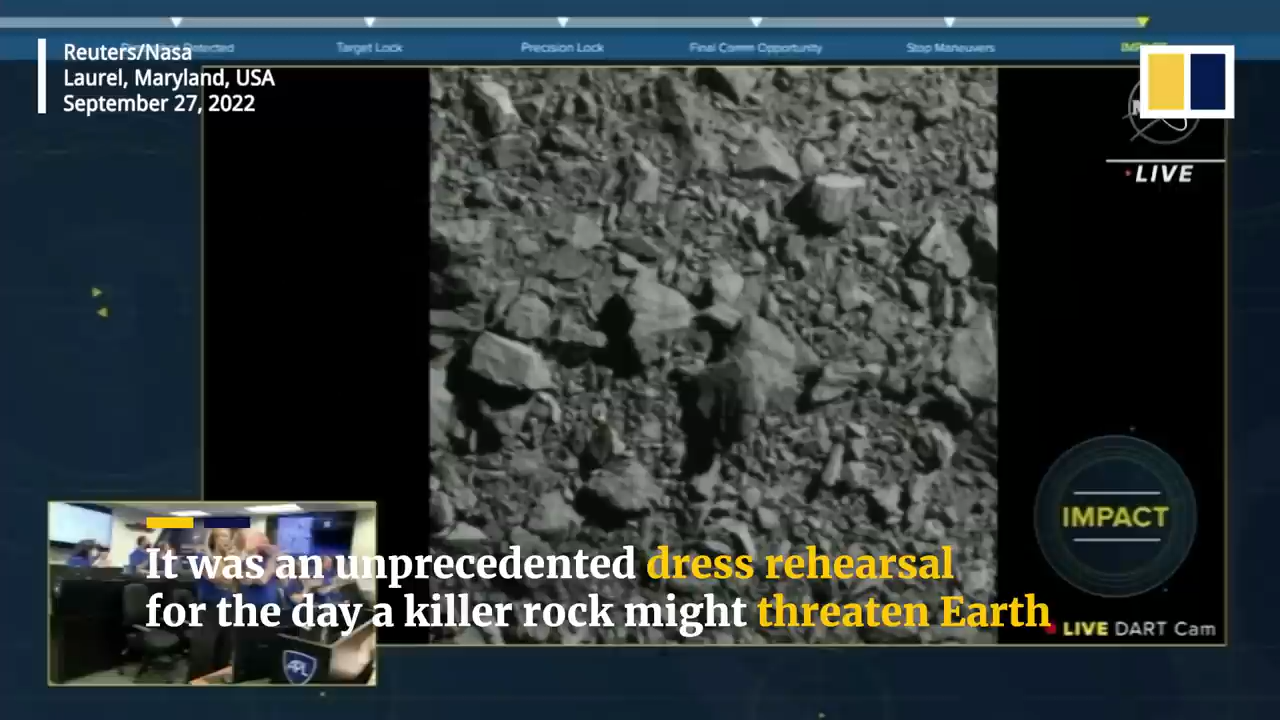 Target Lock
Precision Lock
Final Comm Opportunity
Stop Maneuvers
Reuters/Nasa
Laurel, Maryland, USA
September 27, 2022
LIVE
IMPACT
It was an unprecedented dress rehearsal
for the day a killer rock might threaten Earth
LIVE DART Cam
APL